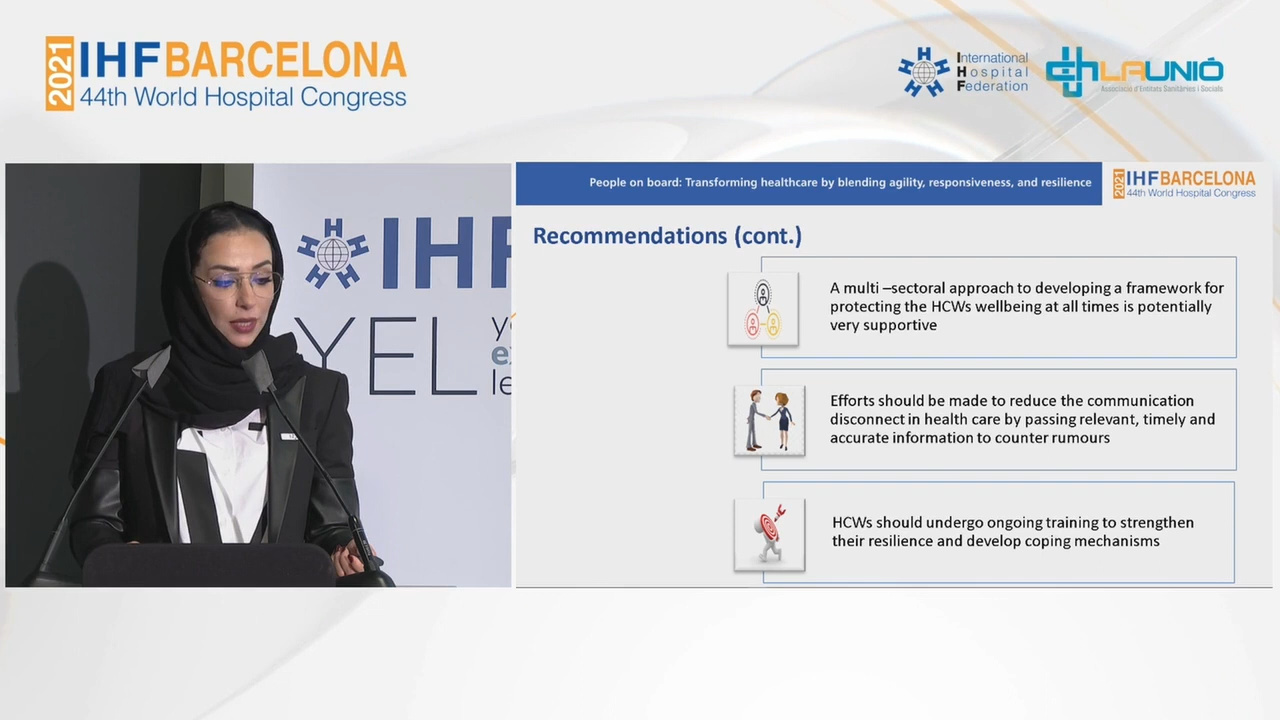 2021
IHFBARCELONA
44th World Hospital Congress
International
Hospital
Federation
LAUNIÓ
Associació d'Entitats Sanitàries i Socials
H H H H H
IHF
YEL
People on board: Transforming healthcare by blending agility, responsiveness, and resilience
2021
IHFBARCELONA
44th World Hospital Congress
Recommendations (cont.)
A multi –sectoral approach to developing a framework for
protecting the HCWs wellbeing at all times is potentially
very supportive
Efforts should be made to reduce the communication
disconnect in health care by passing relevant, timely and
accurate information to counter rumours
HCWs should undergo ongoing training to strengthen
their resilience and develop coping mechanisms